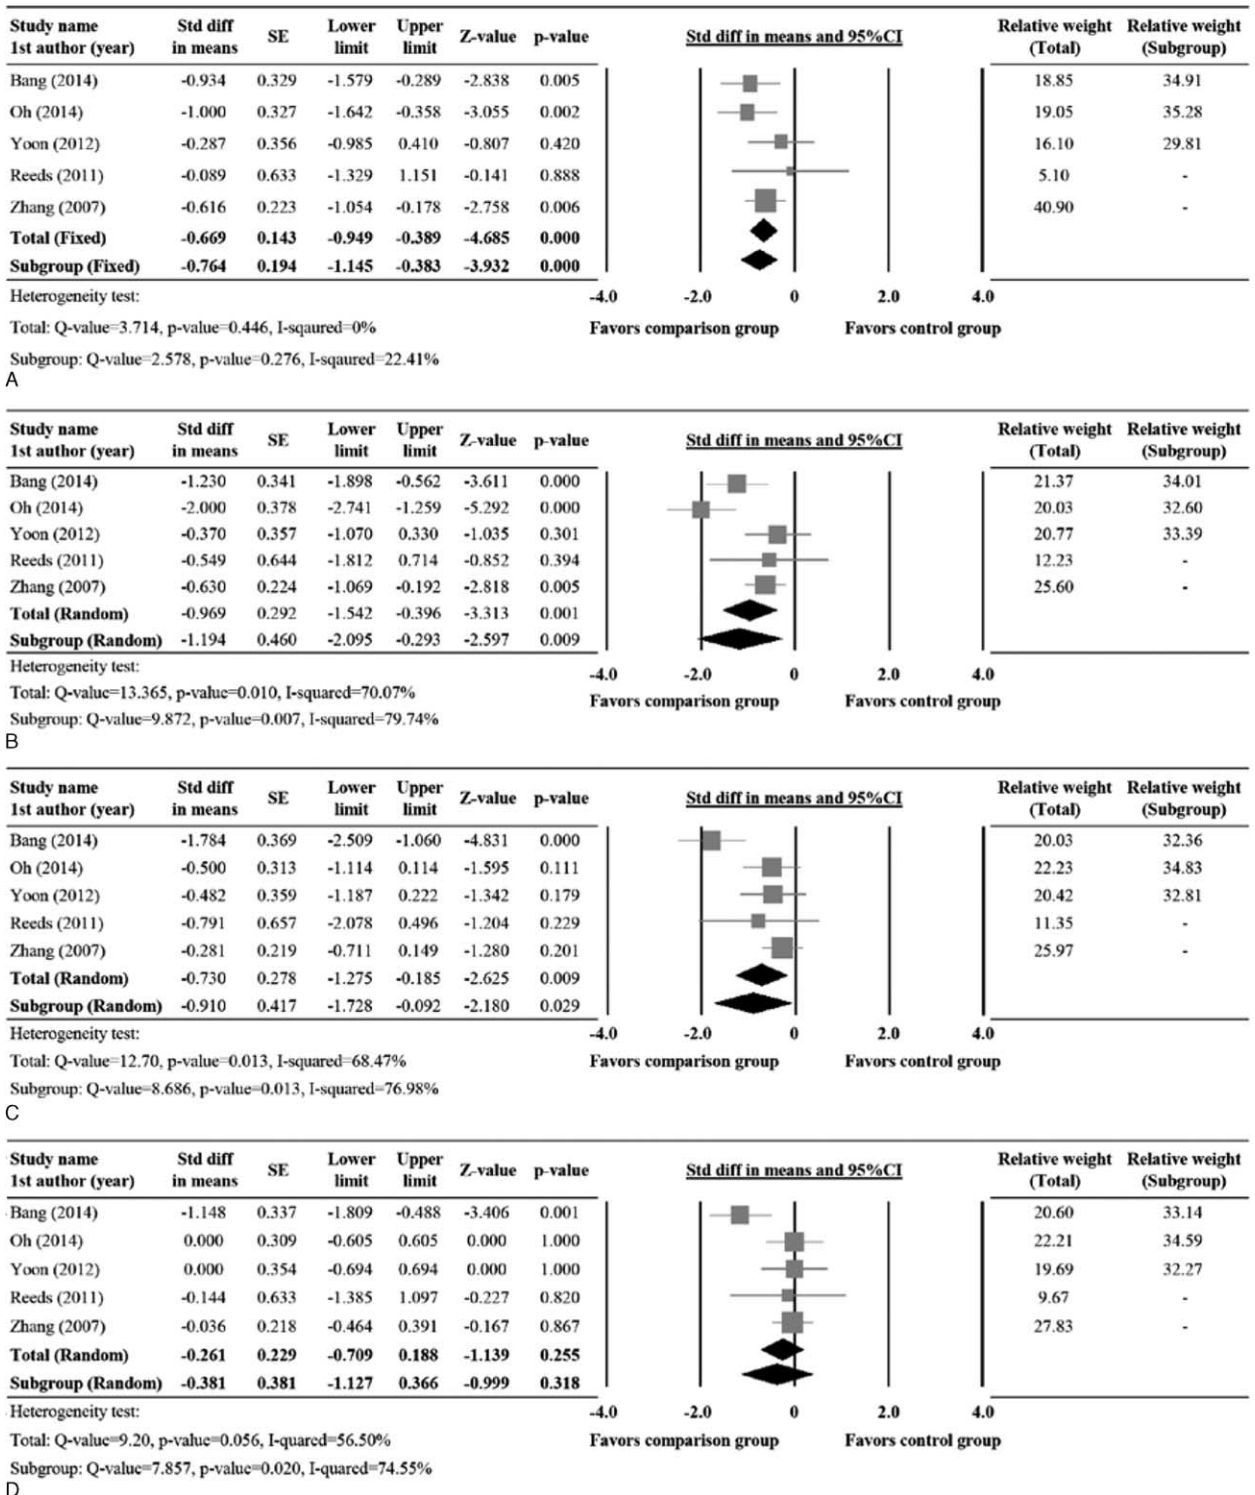 Study name Std diff SE Lower Upper Z-value p-value Std diff in means and 95%CI Relative weight Relative weight
1st author (year) in means limit limit (Total) (Subgroup)
Bang (2014) -0.934 0.329 -1.579 -0.289 -2.838 0.005 18.85 34.91
Oh (2014) -1.000 0.327 -1.642 -0.358 -3.055 0.002 19.05 35.28
Yoon (2012) -0.287 0.356 -0.985 0.410 -0.807 0.420 16.10 29.81
Reeds (2011) -0.089 0.633 -1.329 1.151 -0.141 0.888 5.10 -
Zhang (2007) -0.616 0.223 -1.054 -0.178 -2.758 0.006 40.90 -
Total (Fixed) -0.669 0.143 -0.949 -0.389 -4.685 0.000
Subgroup (Fixed) -0.764 0.194 -1.145 -0.383 -3.932 0.000
Heterogeneity test: -4.0 -2.0 0 2.0 4.0
Total: Q-value=3.714, p-value=0.446, I-sqaured=0% Favors comparison group Favors control group
Subgroup: Q-value=2.578, p-value=0.276, I-sqaured=22.41%
A
Study name Std diff SE Lower Upper Z-value p-value Std diff in means and 95%CI Relative weight Relative weight
1st author (year) in means limit limit (Total) (Subgroup)
Bang (2014) -1.230 0.341 -1.898 -0.562 -3.611 0.000 21.37 34.01
Oh (2014) -2.000 0.378 -2.741 -1.259 -5.292 0.000 20.03 32.60
Yoon (2012) -0.370 0.357 -1.070 0.330 -1.035 0.301 20.77 33.39
Reeds (2011) -0.549 0.644 -1.812 0.714 -0.852 0.394 12.23 -
Zhang (2007) -0.630 0.224 -1.069 -0.192 -2.818 0.005 25.60 -
Total (Random) -0.969 0.292 -1.542 -0.396 -3.313 0.001
Subgroup (Random) -1.194 0.460 -2.095 -0.293 -2.597 0.009
Heterogeneity test: -4.0 -2.0 0 2.0 4.0
Total: Q-value=13.365, p-value=0.010, I-squared=70.07% Favors comparison group Favors control group
Subgroup: Q-value=9.872, p-value=0.007, I-squared=79.74%
B
Study name Std diff SE Lower Upper Z-value p-value Std diff in means and 95%CI Relative weight Relative weight
1st author (year) in means limit limit (Total) (Subgroup)
Bang (2014) -1.784 0.369 -2.509 -1.060 -4.831 0.000 20.03 32.36
Oh (2014) -0.500 0.313 -1.114 0.114 -1.595 0.111 22.23 34.83
Yoon (2012) -0.482 0.359 -1.187 0.222 -1.342 0.179 20.42 32.81
Reeds (2011) -0.791 0.657 -2.078 0.496 -1.204 0.229 11.35 -
Zhang (2007) -0.281 0.219 -0.711 0.149 -1.280 0.201 25.97 -
Total (Random) -0.730 0.278 -1.275 -0.185 -2.625 0.009
Subgroup (Random) -0.910 0.417 -1.728 -0.092 -2.180 0.029
Heterogeneity test: -4.0 -2.0 0 2.0 4.0
Total: Q-value=12.70, p-value=0.013, I-squared=68.47% Favors comparison group Favors control group
Subgroup: Q-value=8.686, p-value=0.013, I-squared=76.98%
C
Study name Std diff SE Lower Upper Z-value p-value Std diff in means and 95%CI Relative weight Relative weight
1st author (year) in means limit limit (Total) (Subgroup)
Bang (2014) -1.148 0.337 -1.809 -0.488 -3.406 0.001 20.60 33.14
Oh (2014) 0.000 0.309 -0.605 0.605 0.000 1.000 22.21 34.59
Yoon (2012) 0.000 0.354 -0.694 0.694 0.000 1.000 19.69 32.27
Reeds (2011) -0.144 0.633 -1.385 1.097 -0.227 0.820 9.67 -
Zhang (2007) -0.036 0.218 -0.464 0.391 -0.167 0.867 27.83 -
Total (Random) -0.261 0.229 -0.709 0.188 -1.139 0.255
Subgroup (Random) -0.381 0.381 -1.127 0.366 -0.999 0.318
Heterogeneity test: -4.0 -2.0 0 2.0 4.0
Total: Q-value=9.20, p-value=0.056, I-quared=56.50% Favors comparison group Favors control group
Subgroup: Q-value=7.857, p-value=0.020, I-quared=74.55%
D